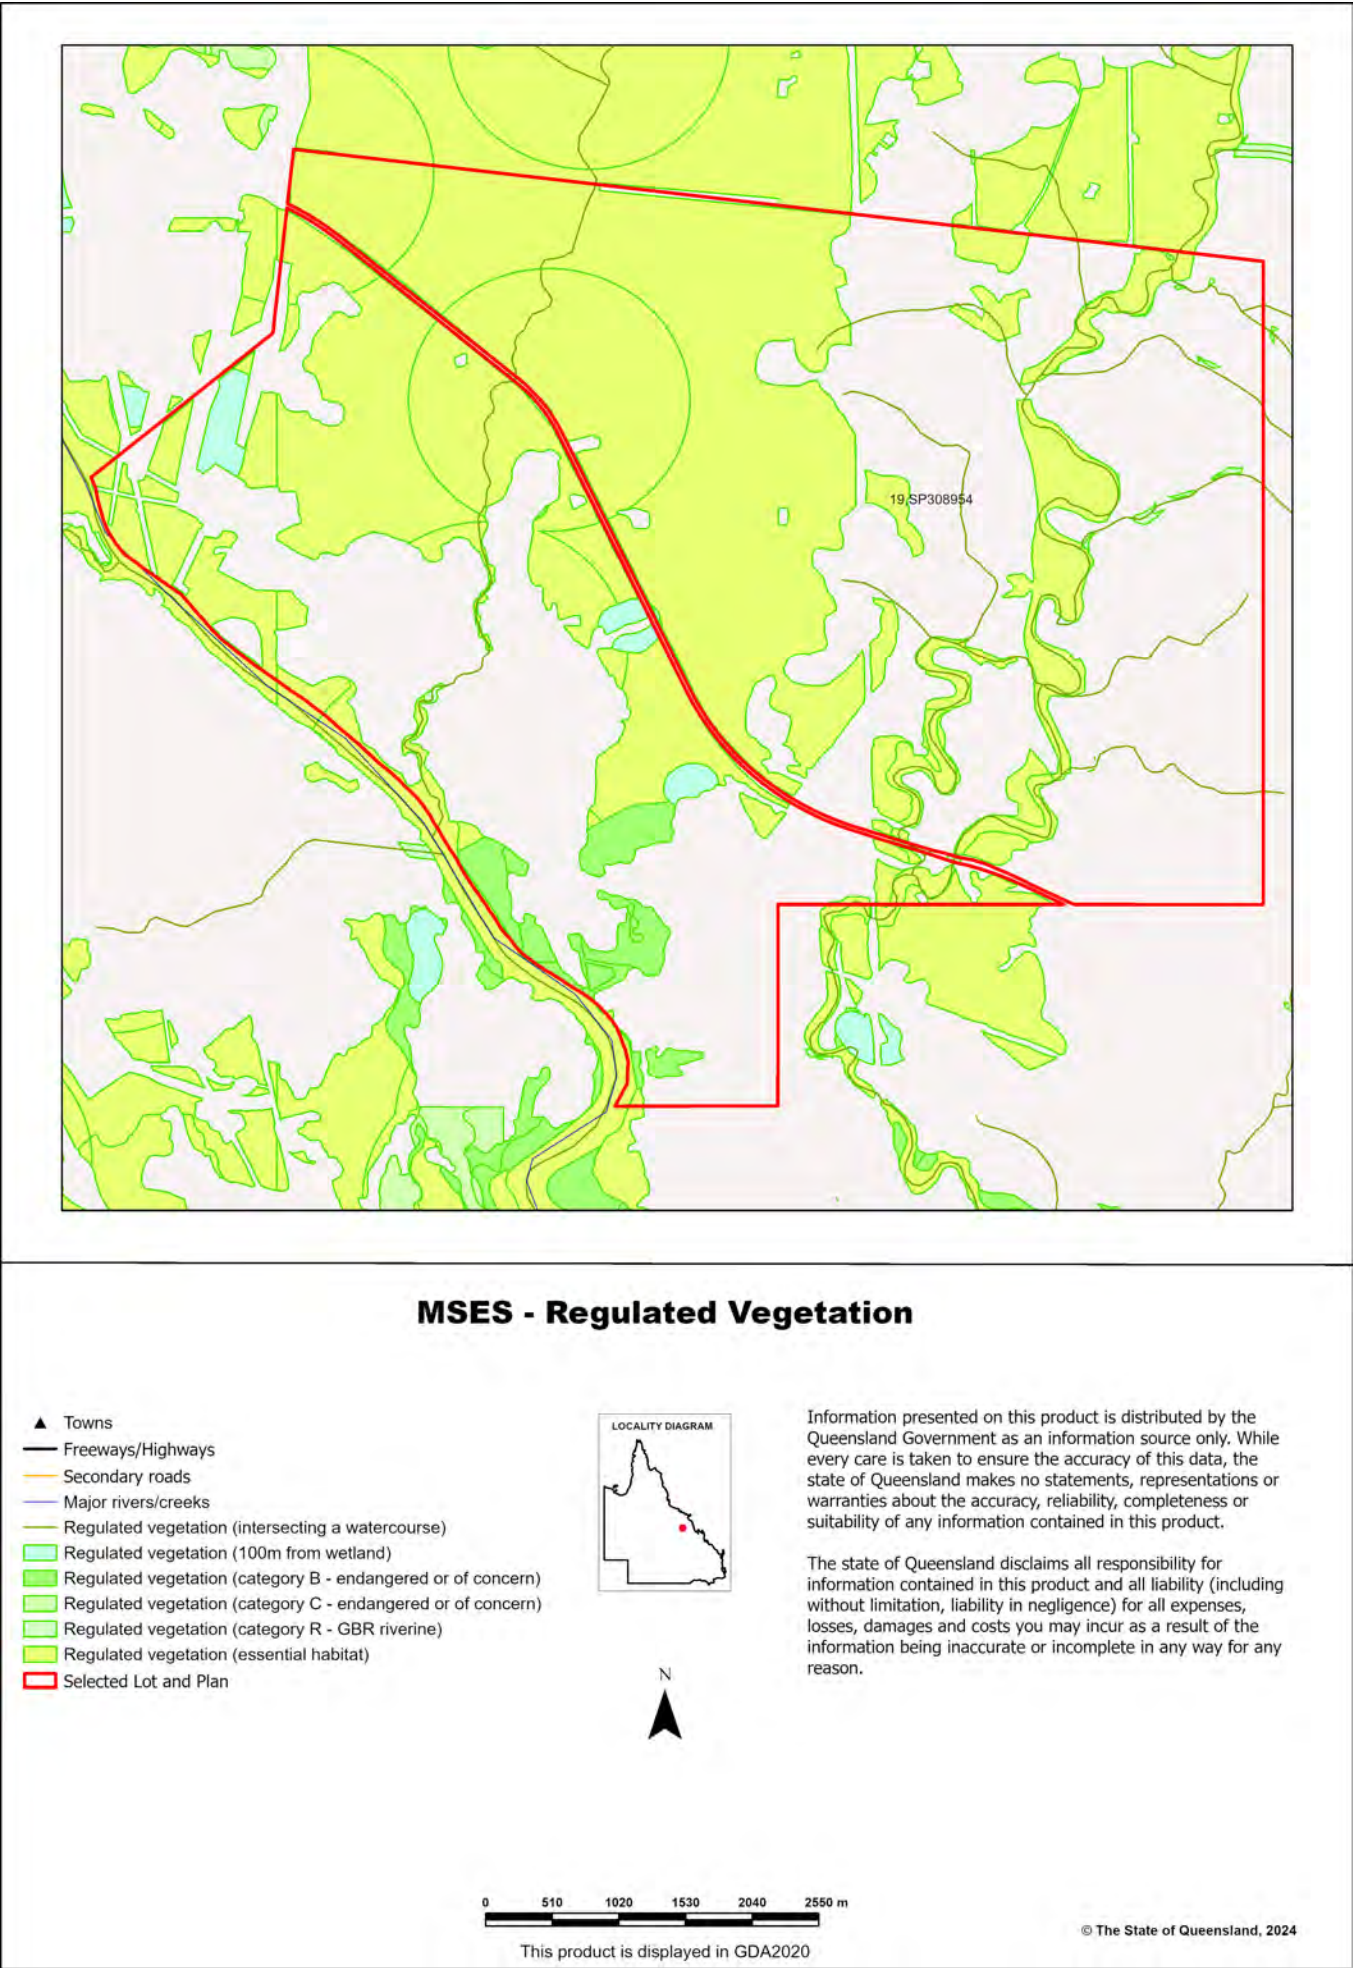 19,SP308954
MSES - Regulated Vegetation
Towns
Freeways/Highways
Secondary roads
Major rivers/creeks
Regulated vegetation (intersecting a watercourse)
Regulated vegetation (100m from wetland)
Regulated vegetation (category B - endangered or of concern)
Regulated vegetation (category C - endangered or of concern)
Regulated vegetation (category R - GBR riverine)
Regulated vegetation (essential habitat)
Selected Lot and Plan
LOCALITY DIAGRAM
N
Information presented on this product is distributed by the
Queensland Government as an information source only. While
every care is taken to ensure the accuracy of this data, the
state of Queensland makes no statements, representations or
warranties about the accuracy, reliability, completeness or
suitability of any information contained in this product.
The state of Queensland disclaims all responsibility for
information contained in this product and all liability (including
without limitation, liability in negligence) for all expenses,
losses, damages and costs you may incur as a result of the
information being inaccurate or incomplete in any way for any
reason.
0 510 1020 1530 2040 2550 m
This product is displayed in GDA2020
© The State of Queensland, 2024